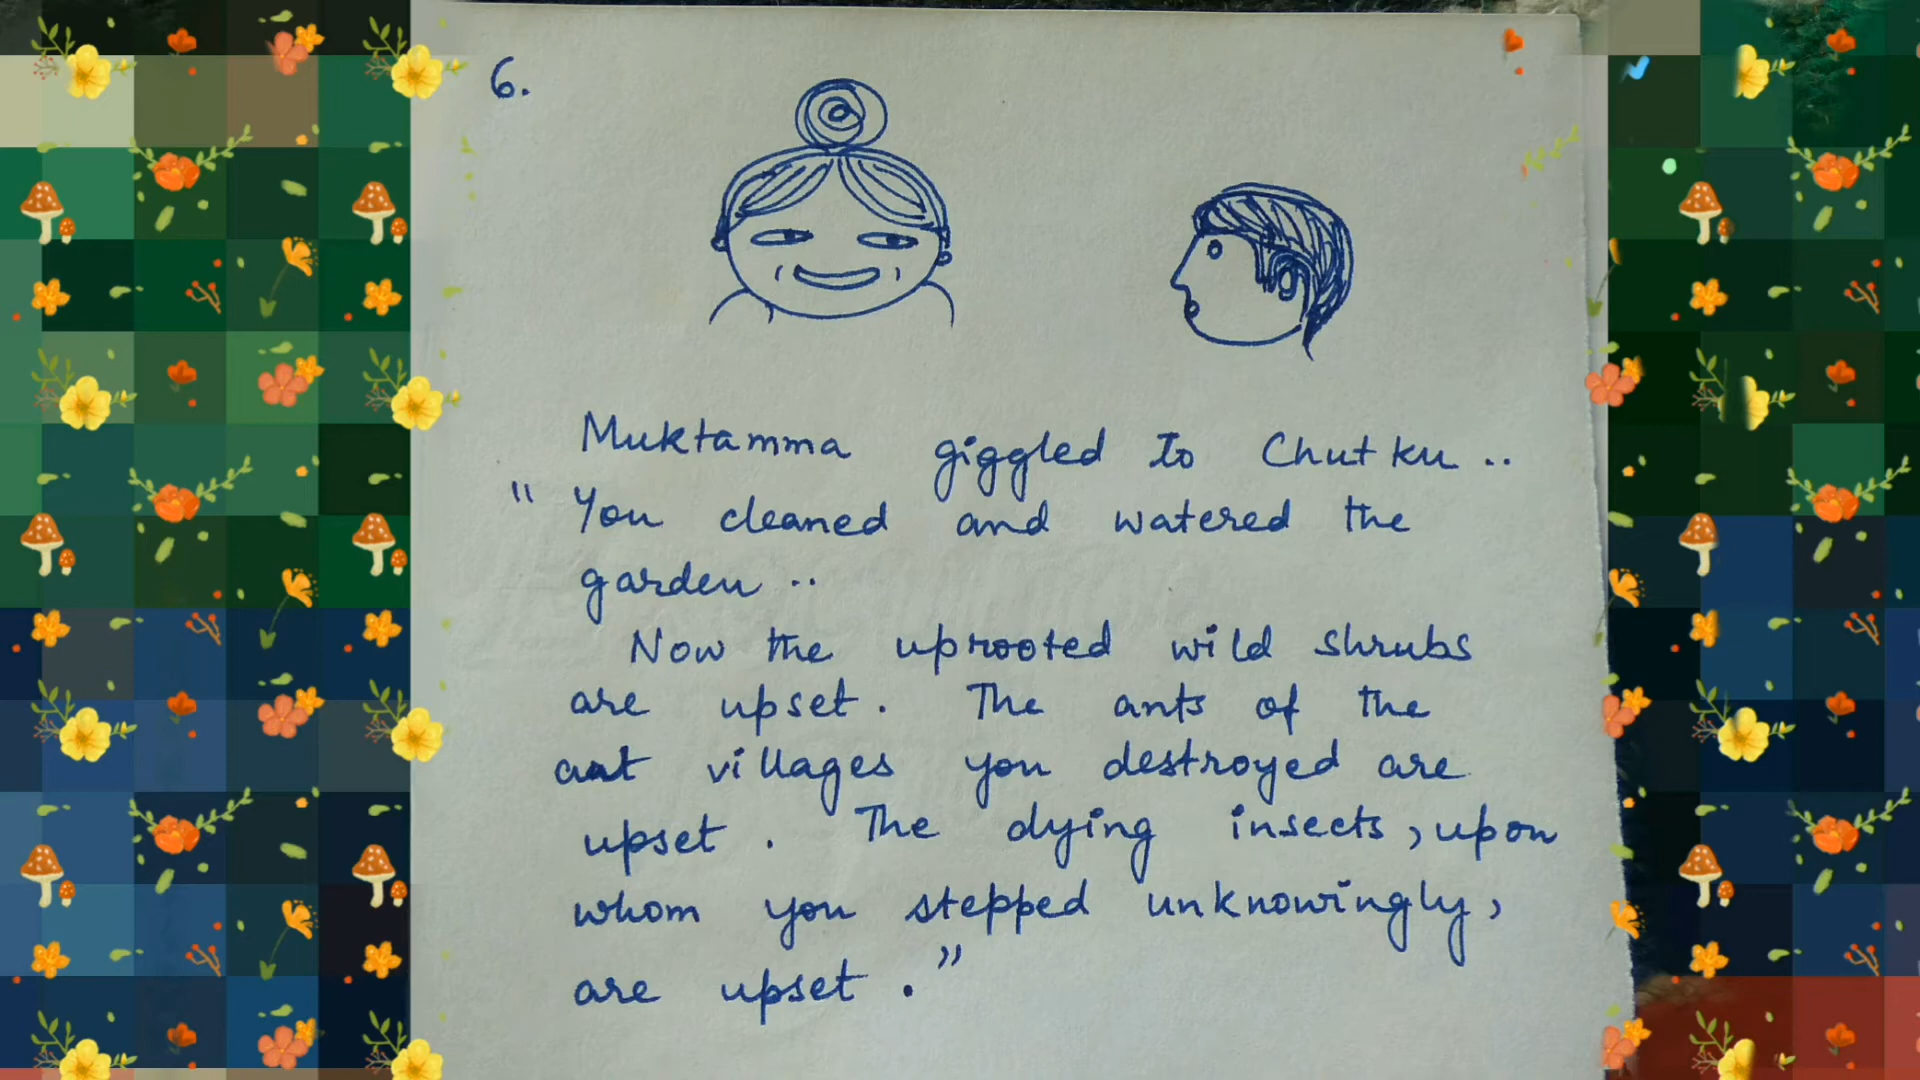 6.
Muktamma giggled to Chutku ..
"You cleaned and watered the
garden ..
Now the uprooted wild shrubs
are upset. The ants of the
ant villages you destroyed are
upset. The dying insects, upon
whom you stepped unknowingly,
are upset."